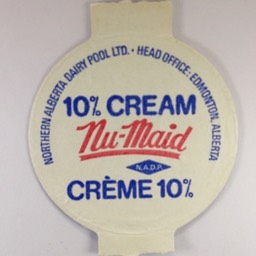 NORTHERN ALBERTA DAIRY POOL LTD. • HEAD OFFICE: EDMONTON, ALBERTA
10% CREAM
Nu-Maid
N.A.D.P.
CRÈME 10%